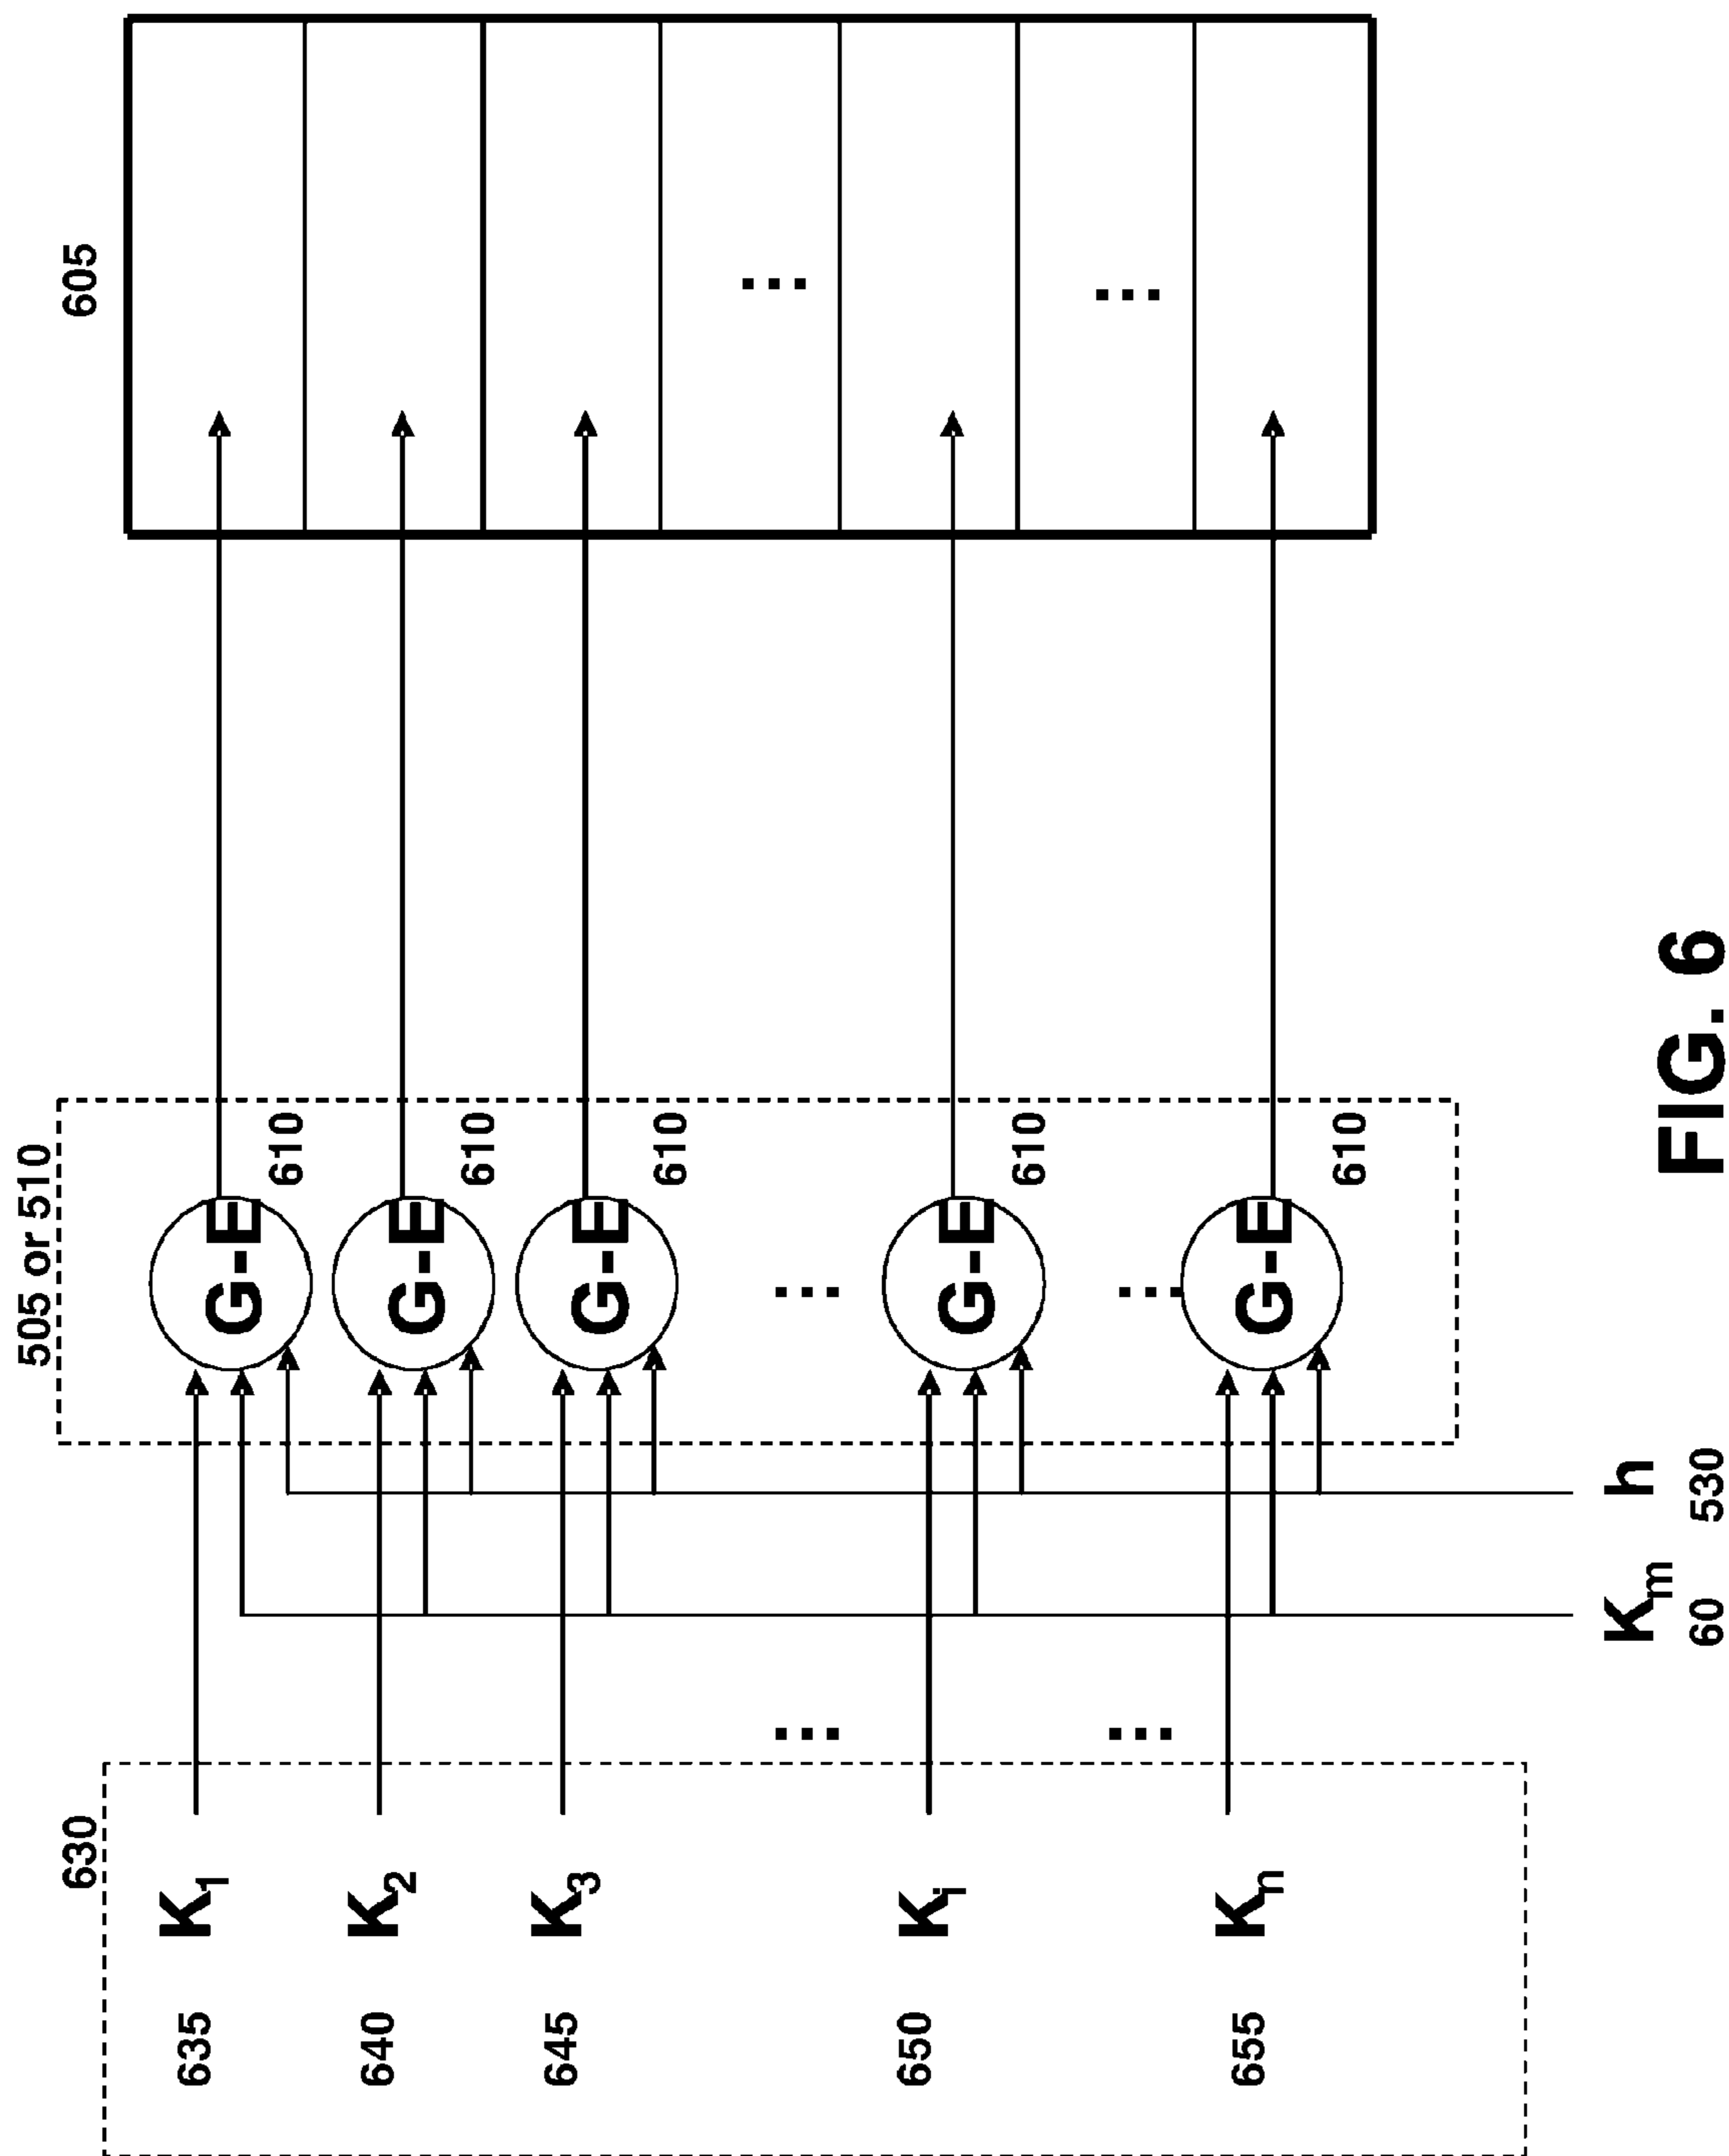 605
505 or 510
630
635 K1 G-E 610
640 K2 G-E 610
645 K3 G-E 610
... ... ...
650 Ki G-E 610
... ... ...
655 Kn G-E 610
Km h
60 530
FIG. 6